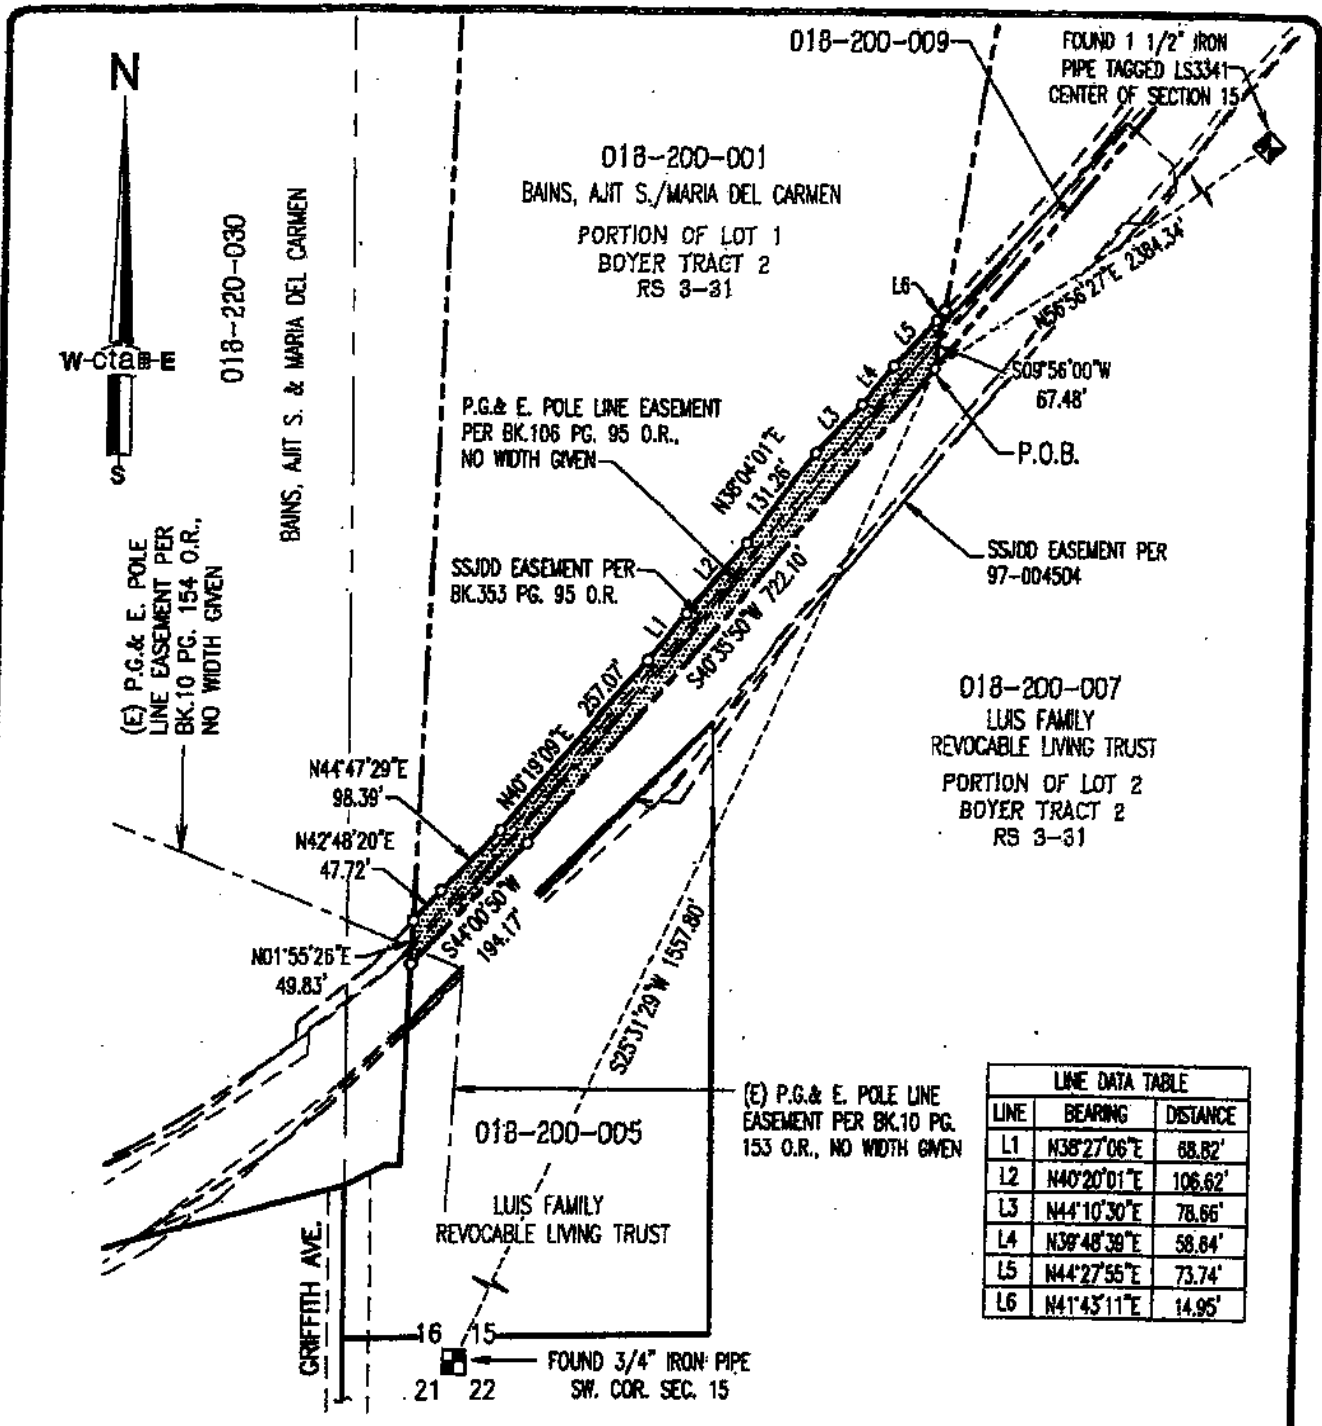 N
W-cta-E
S
018-200-009
FOUND 1 1/2" IRON
PIPE TAGGED LS3341
CENTER OF SECTION 15
018-200-001
BAINS, AJIT S./MARIA DEL CARMEN
PORTION OF LOT 1
BOYER TRACT 2
RS 3-31
018-220-030
BAINS, AJIT S. & MARIA DEL CARMEN
N56°56'27"E 2384.34'
L6
L5
L4
L3
S09°56'00"W
67.48'
P.O.B.
P.G.& E. POLE LINE EASEMENT
PER BK.106 PG. 95 O.R.,
NO WIDTH GIVEN
N38°04'01"E
131.26'
SSJDD EASEMENT PER
97-004504
SSJDD EASEMENT PER
BK.353 PG. 95 O.R.
L2
L1
S40°35'50"W 722.10'
(E) P.G.& E. POLE
LINE EASEMENT PER
BK.10 PG. 154 O.R.,
NO WIDTH GIVEN
018-200-007
LUIS FAMILY
REVOCABLE LIVING TRUST
PORTION OF LOT 2
BOYER TRACT 2
RS 3-31
N40°19'09"E 257.07'
N44°47'29"E
98.39'
N42°48'20"E
47.72'
S44°00'50"W
194.17'
N01°55'26"E
49.83'
S25°31'29"W 1557.80'
(E) P.G.& E. POLE LINE
EASEMENT PER BK.10 PG.
153 O.R., NO WIDTH GIVEN
018-200-005
LUIS FAMILY
REVOCABLE LIVING TRUST
GRIFFITH AVE.
LINE DATA TABLE
LINE BEARING DISTANCE
L1 N38°27'06"E 68.82'
L2 N40°20'01"E 106.62'
L3 N44°10'30"E 78.66'
L4 N39°48'39"E 58.64'
L5 N44°27'55"E 73.74'
L6 N41°43'11"E 14.95'
16 15
21 22
FOUND 3/4" IRON PIPE
SW. COR. SEC. 15